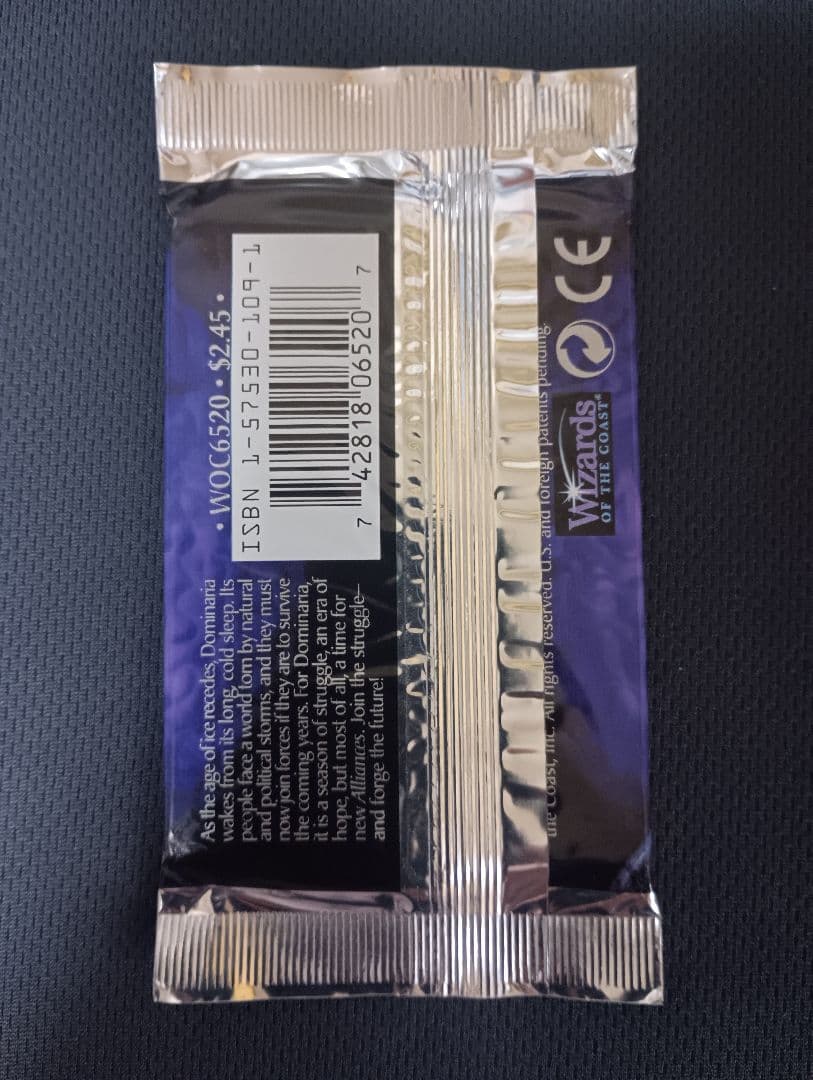 • WOC6520 • $2.45 •
ISBN 1-57530-109-1
7 42818 06520 7
As the age of ice recedes, Dominaria
wakes from its long, cold sleep. Its
people face a world torn by natural
and political storms, and they must
now join forces if they are to survive
the coming years. For Dominaria,
it is a season of struggle, an era of
hope, but most of all, a time for
new Alliances. Join the struggle—
and forge the future!
the Coast, Inc. All rights reserved. U.S. and foreign patents pending.
Wizards
OF THE COAST
CE